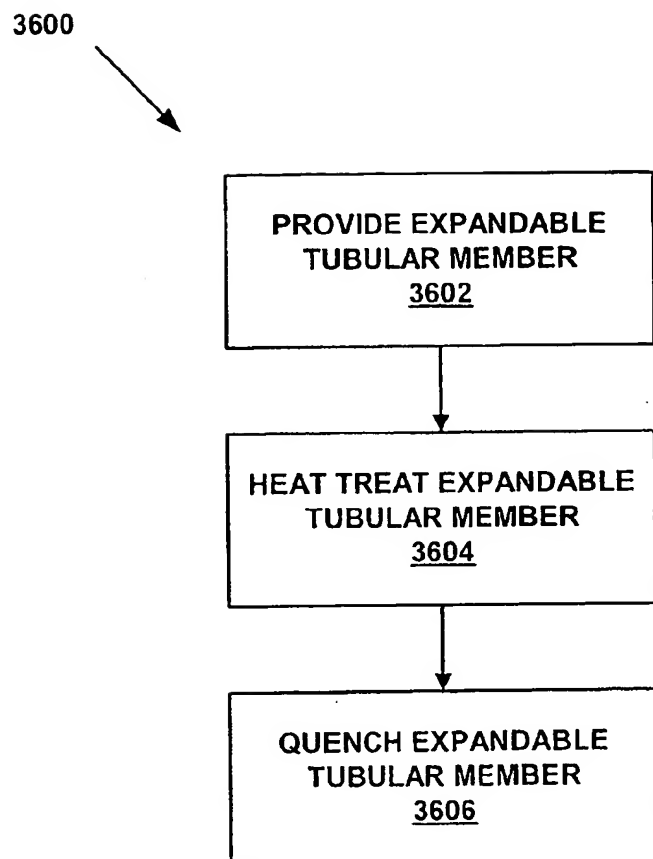 3600
PROVIDE EXPANDABLE
TUBULAR MEMBER
3602
HEAT TREAT EXPANDABLE
TUBULAR MEMBER
3604
QUENCH EXPANDABLE
TUBULAR MEMBER
3606